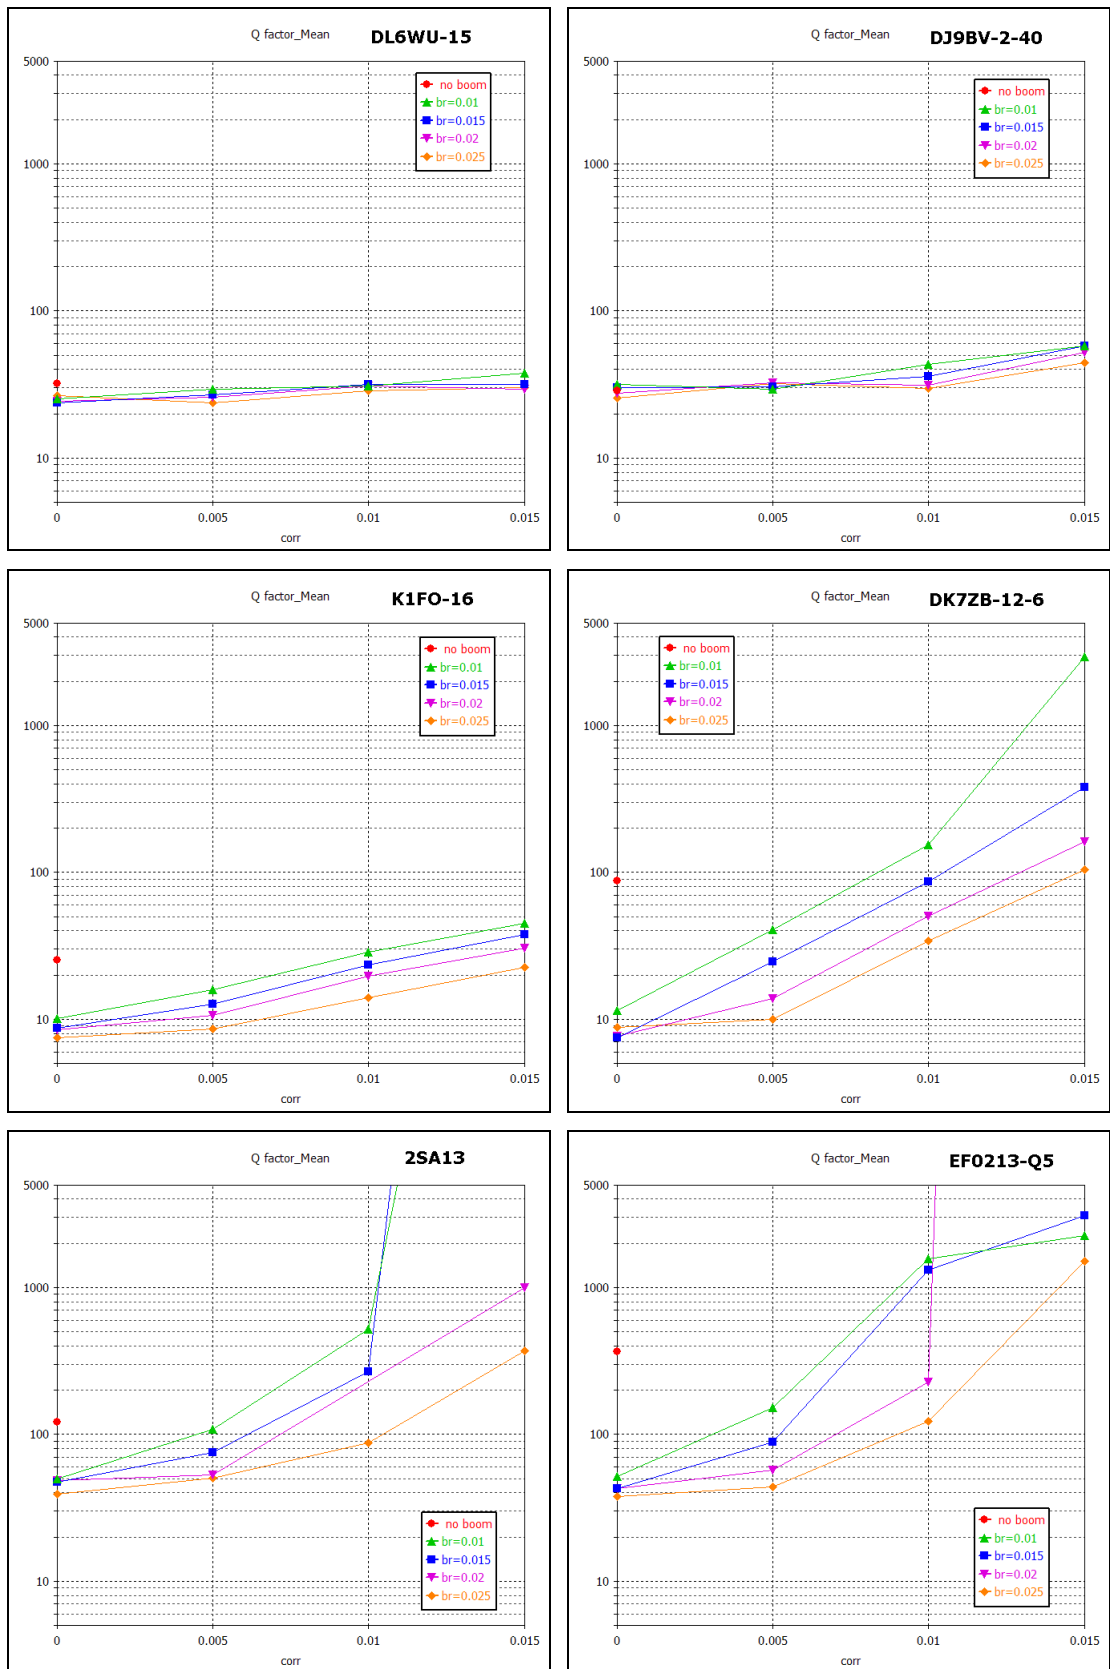 Q factor_Mean DL6WU-15
5000
1000
100
10
no boom
br=0.01
br=0.015
br=0.02
br=0.025
0 0.005 0.01 0.015
corr
Q factor_Mean DJ9BV-2-40
5000
1000
100
10
no boom
br=0.01
br=0.015
br=0.02
br=0.025
0 0.005 0.01 0.015
corr
Q factor_Mean K1FO-16
5000
1000
100
10
no boom
br=0.01
br=0.015
br=0.02
br=0.025
0 0.005 0.01 0.015
corr
Q factor_Mean DK7ZB-12-6
5000
1000
100
10
no boom
br=0.01
br=0.015
br=0.02
br=0.025
0 0.005 0.01 0.015
corr
Q factor_Mean 2SA13
5000
1000
100
10
no boom
br=0.01
br=0.015
br=0.02
br=0.025
0 0.005 0.01 0.015
corr
Q factor_Mean EF0213-Q5
5000
1000
100
10
no boom
br=0.01
br=0.015
br=0.02
br=0.025
0 0.005 0.01 0.015
corr